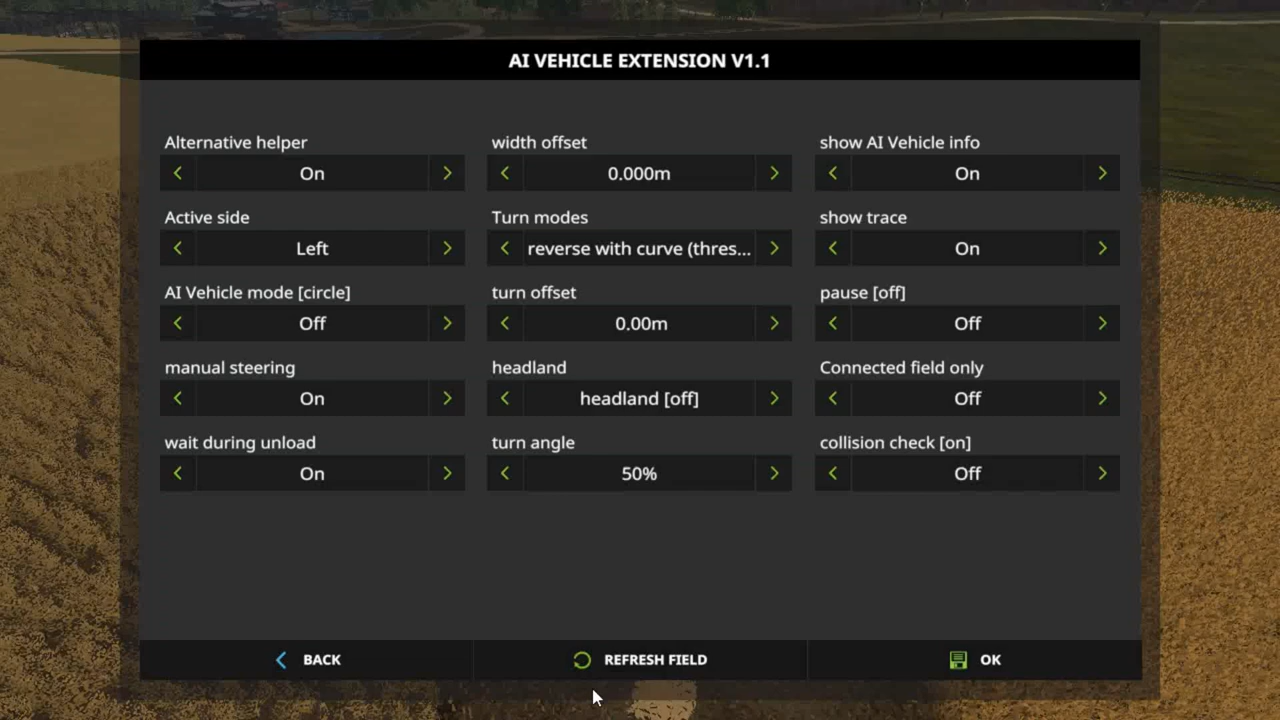 AI VEHICLE EXTENSION V1.1
Alternative helper
On
width offset
0.000m
show AI Vehicle info
On
Active side
Left
Turn modes
reverse with curve (thres...
show trace
On
AI Vehicle mode [circle]
Off
turn offset
0.00m
pause [off]
Off
manual steering
On
headland
headland [off]
Connected field only
Off
wait during unload
On
turn angle
50%
collision check [on]
Off
BACK
REFRESH FIELD
OK